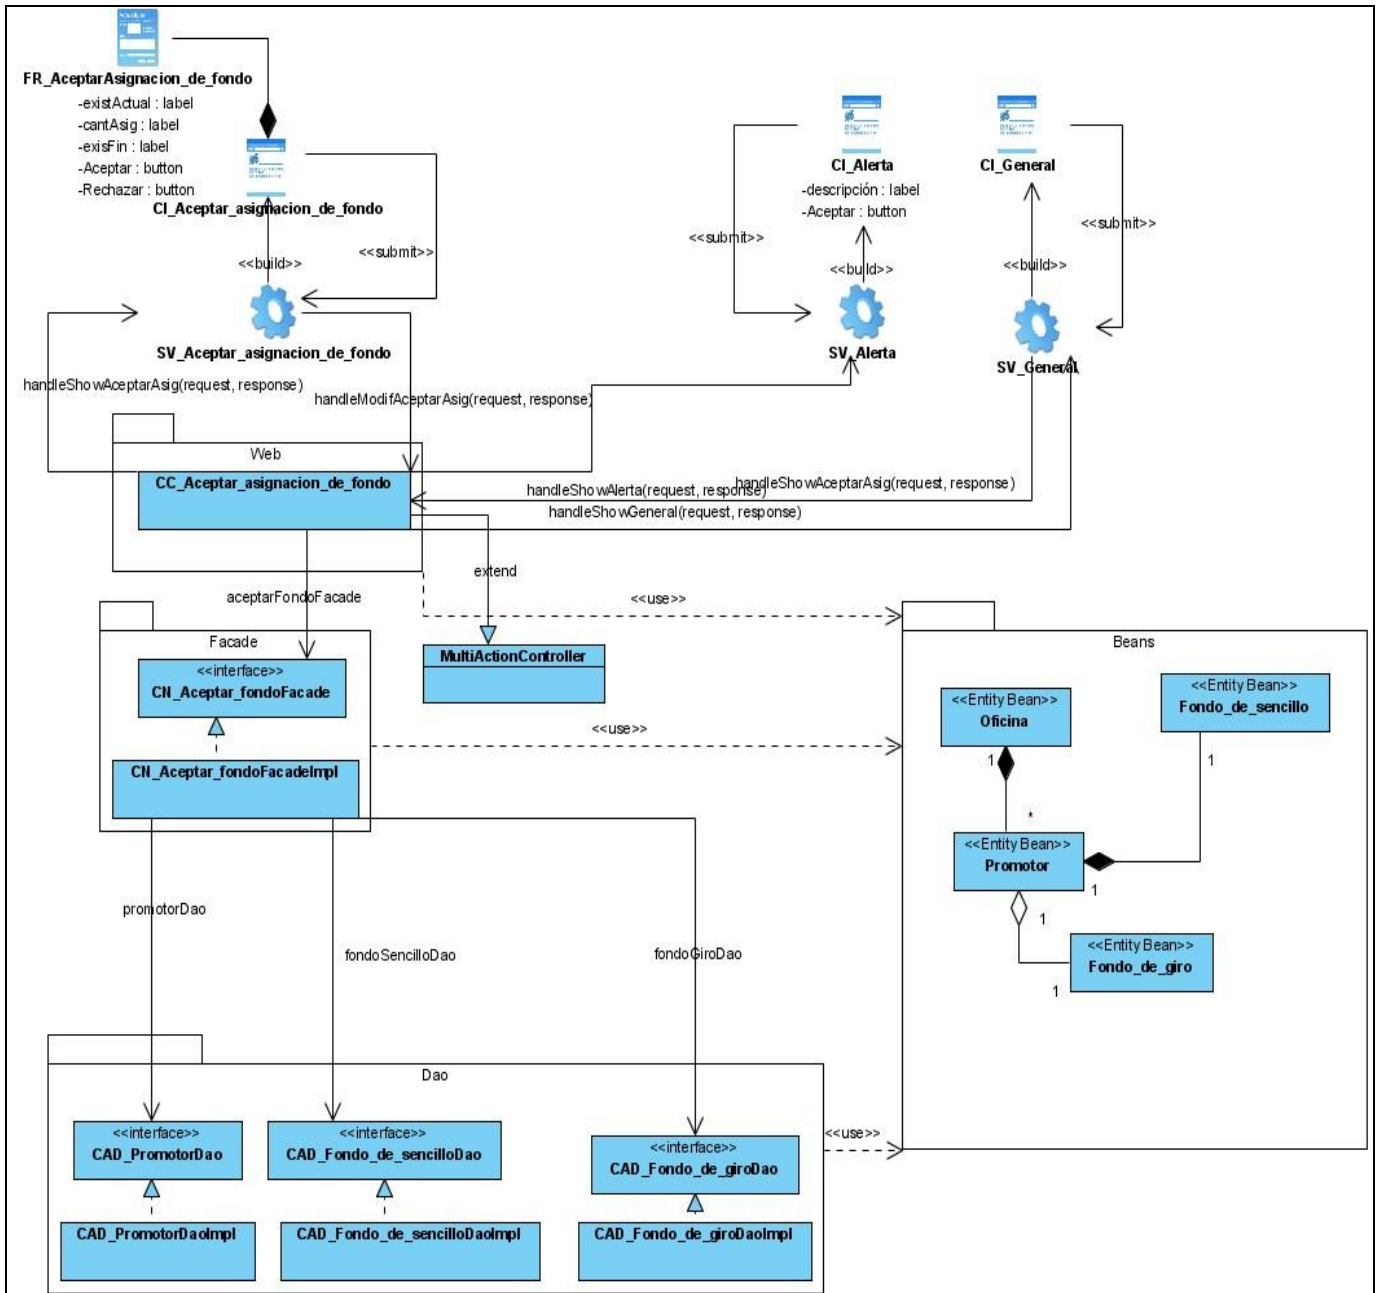 FR_AceptarAsignacion_de_fondo
-existActual : label
-cantAsig : label
-exisFin : label
-Aceptar : button
-Rechazar : button
CI_Aceptar_asignacion_de_fondo
<<build>>
<<submit>>
SV_Aceptar_asignacion_de_fondo
CI_Alerta
-descripción : label
-Aceptar : button
<<submit>>
<<build>>
SV_Alerta
CI_General
<<submit>>
<<build>>
SV_General
handleShowAceptarAsig(request, response)
handleModifAceptarAsig(request, response)
Web
CC_Aceptar_asignacion_de_fondo
handleShowAceptarAsig(request, response)
handleShowAlerta(request, response)
handleShowGeneral(request, response)
extend
aceptarFondoFacade
<<use>>
Facade
<<interface>>
CN_Aceptar_fondoFacade
MultiActionController
<<use>>
CN_Aceptar_fondoFacadeImpl
Beans
<<Entity Bean>>
Oficina
<<Entity Bean>>
Fondo_de_sencillo
1
1
*
<<Entity Bean>>
Promotor
1
1
<<Entity Bean>>
Fondo_de_giro
1
promotorDao
fondoSencilloDao
fondoGiroDao
Dao
<<interface>>
CAD_PromotorDao
<<interface>>
CAD_Fondo_de_sencilloDao
<<interface>>
CAD_Fondo_de_giroDao
<<use>>
CAD_PromotorDaoImpl
CAD_Fondo_de_sencilloDaoImpl
CAD_Fondo_de_giroDaoImpl